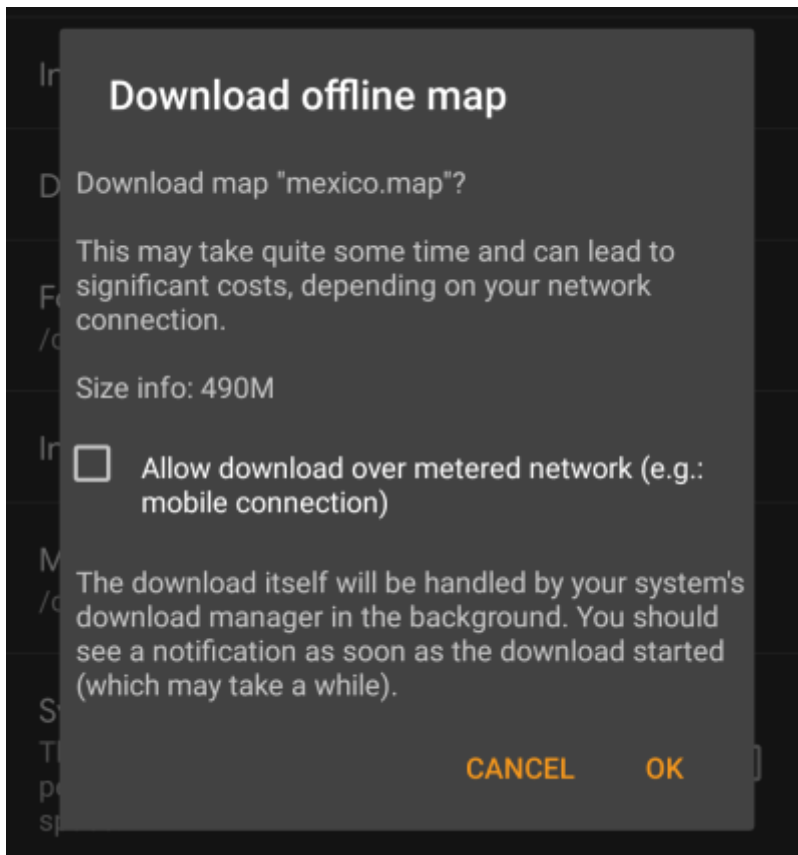 Download offline map
Download map "mexico.map"?
This may take quite some time and can lead to
significant costs, depending on your network
connection.
Size info: 490M
Allow download over metered network (e.g.:
mobile connection)
The download itself will be handled by your system's
download manager in the background. You should
see a notification as soon as the download started
(which may take a while).
CANCEL OK